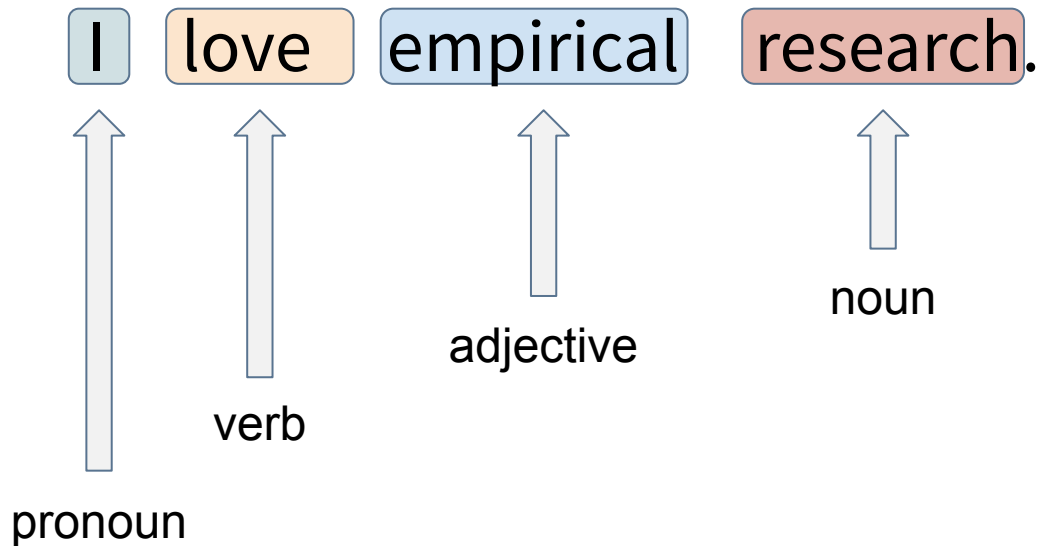 I love empirical research.
noun
adjective
verb
pronoun